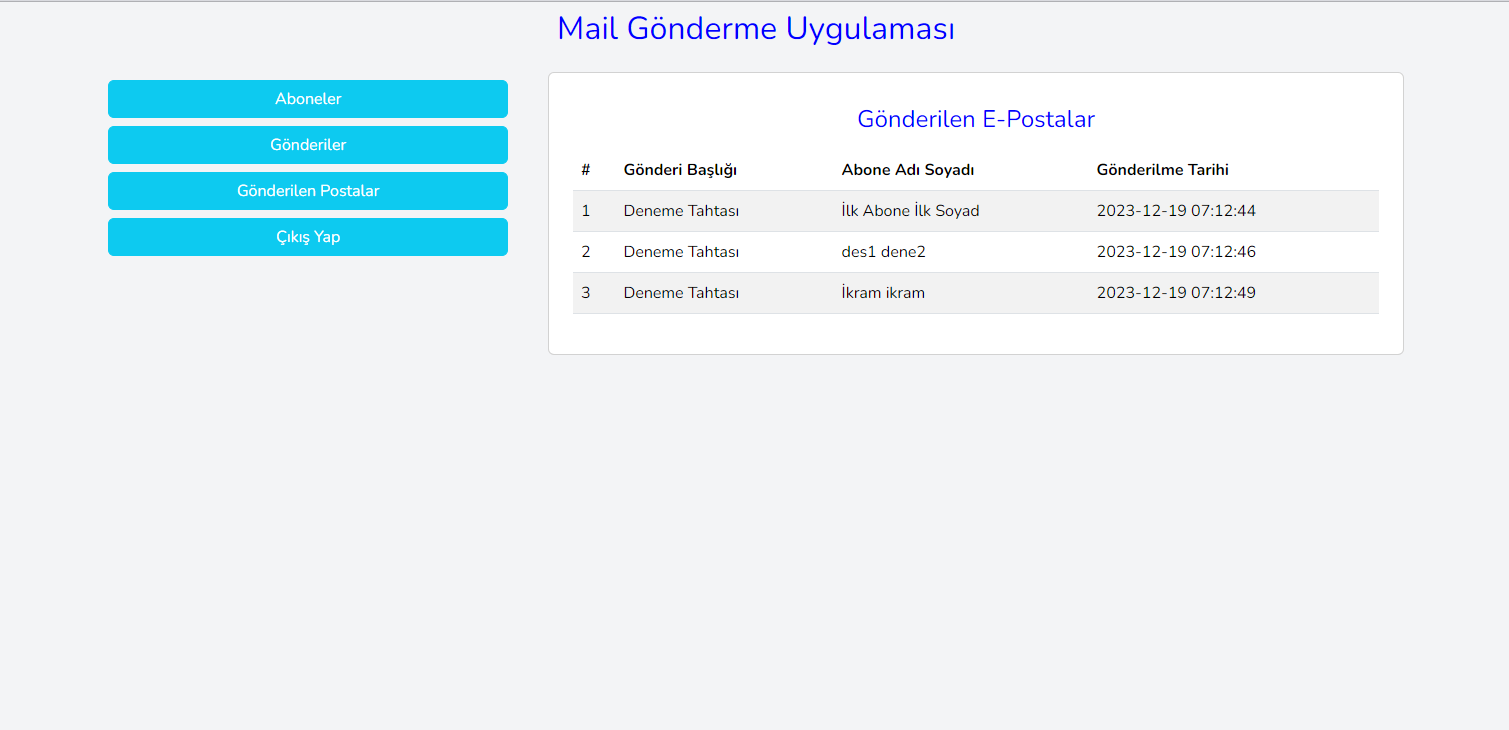 Mail Gönderme Uygulaması
Aboneler
Gönderiler
Gönderilen Postalar
Çıkış Yap
Gönderilen E-Postalar
# Gönderi Başlığı Abone Adı Soyadı Gönderilme Tarihi
1 Deneme Tahtası İlk Abone İlk Soyad 2023-12-19 07:12:44
2 Deneme Tahtası des1 dene2 2023-12-19 07:12:46
3 Deneme Tahtası İkram ikram 2023-12-19 07:12:49